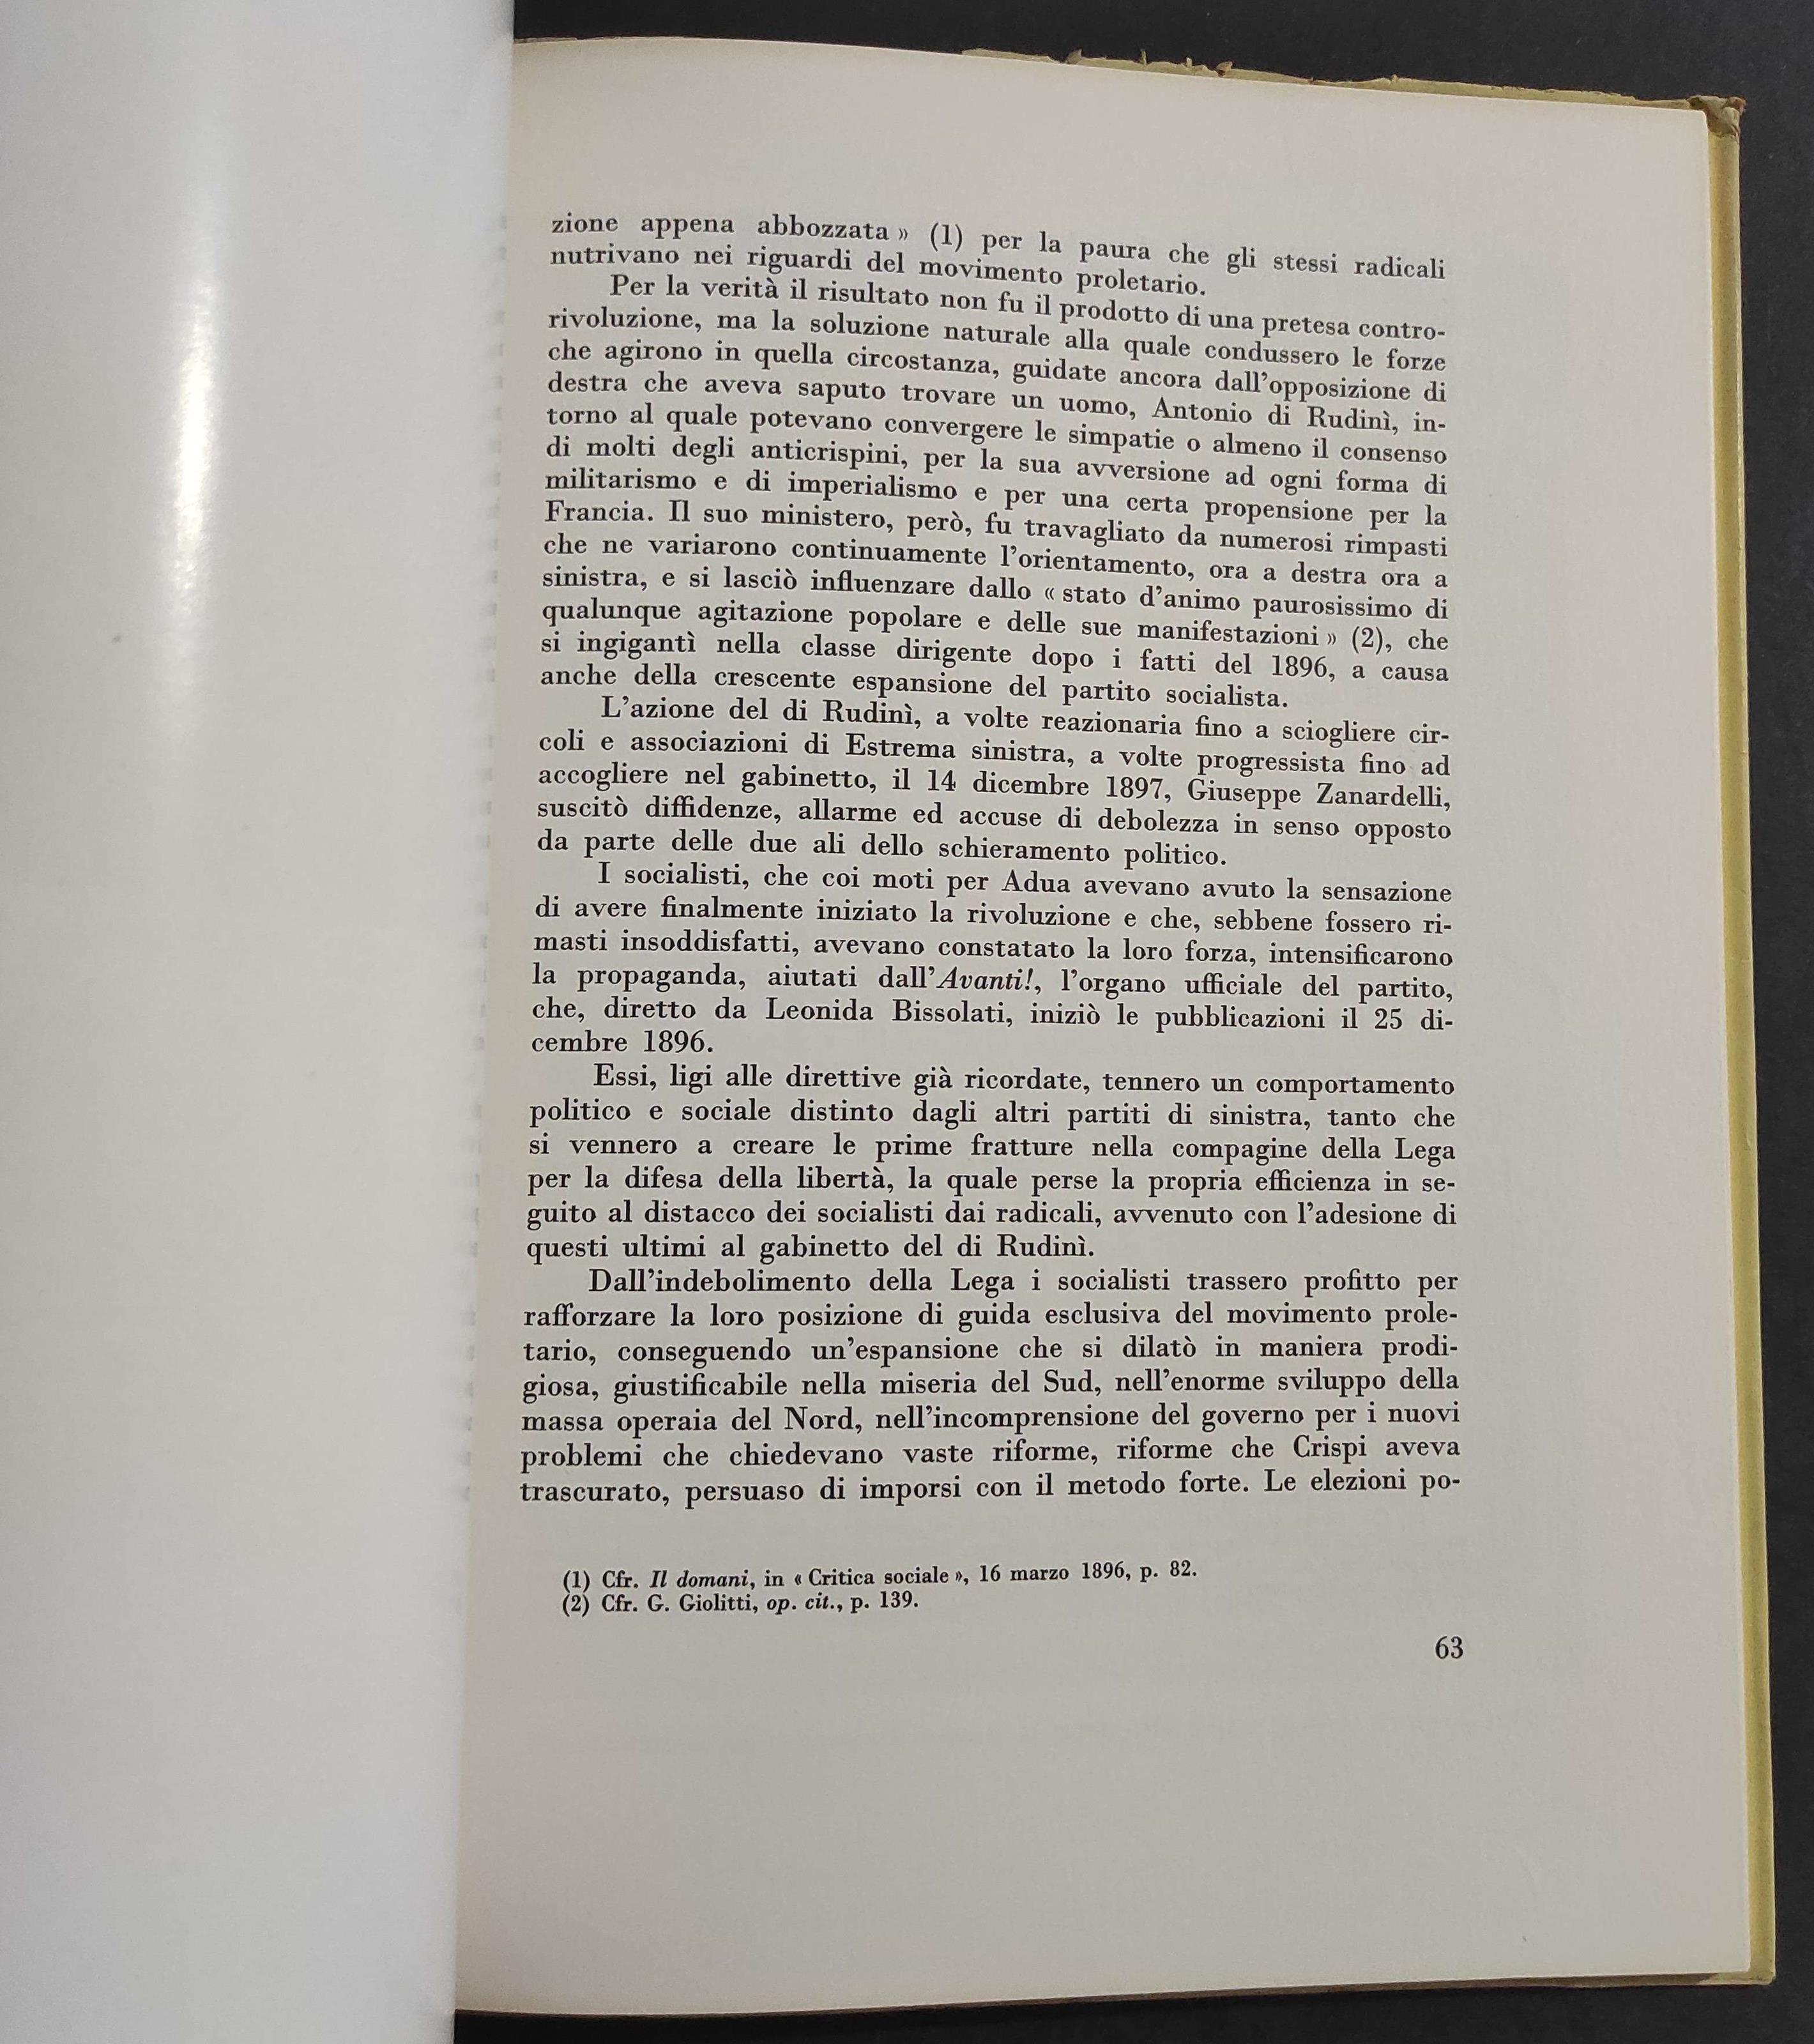 zione appena abbozzata » (1) per la paura che gli stessi radicali
nutrivano nei riguardi del movimento proletario.
Per la verità il risultato non fu il prodotto di una pretesa contro-
rivoluzione, ma la soluzione naturale alla quale condussero le forze
che agirono in quella circostanza, guidate ancora dall'opposizione di
destra che aveva saputo trovare un uomo, Antonio di Rudinì, in-
torno al quale potevano convergere le simpatie o almeno il consenso
di molti degli anticrispini, per la sua avversione ad ogni forma di
militarismo e di imperialismo e per una certa propensione per la
Francia. Il suo ministero, però, fu travagliato da numerosi rimpasti
che ne variarono continuamente l'orientamento, ora a destra ora a
sinistra, e si lasciò influenzare dallo « stato d'animo paurosissimo di
qualunque agitazione popolare e delle sue manifestazioni » (2), che
si ingigantì nella classe dirigente dopo i fatti del 1896, a causa
anche della crescente espansione del partito socialista.
L'azione del di Rudinì, a volte reazionaria fino a sciogliere cir-
coli e associazioni di Estrema sinistra, a volte progressista fino ad
accogliere nel gabinetto, il 14 dicembre 1897, Giuseppe Zanardelli,
suscitò diffidenze, allarme ed accuse di debolezza in senso opposto
da parte delle due ali dello schieramento politico.
I socialisti, che coi moti per Adua avevano avuto la sensazione
di avere finalmente iniziato la rivoluzione e che, sebbene fossero ri-
masti insoddisfatti, avevano constatato la loro forza, intensificarono
la propaganda, aiutati dall'Avanti!, l'organo ufficiale del partito,
che, diretto da Leonida Bissolati, iniziò le pubblicazioni il 25 di-
cembre 1896.
Essi, ligi alle direttive già ricordate, tennero un comportamento
politico e sociale distinto dagli altri partiti di sinistra, tanto che
si vennero a creare le prime fratture nella compagine della Lega
per la difesa della libertà, la quale perse la propria efficienza in se-
guito al distacco dei socialisti dai radicali, avvenuto con l'adesione di
questi ultimi al gabinetto del di Rudinì.
Dall'indebolimento della Lega i socialisti trassero profitto per
rafforzare la loro posizione di guida esclusiva del movimento prole-
tario, conseguendo un'espansione che si dilatò in maniera prodi-
giosa, giustificabile nella miseria del Sud, nell'enorme sviluppo della
massa operaia del Nord, nell'incomprensione del governo per i nuovi
problemi che chiedevano vaste riforme, riforme che Crispi aveva
trascurato, persuaso di imporsi con il metodo forte. Le elezioni po-
(1) Cfr. Il domani, in « Critica sociale », 16 marzo 1896, p. 82.
(2) Cfr. G. Giolitti, op. cit., p. 139.
63